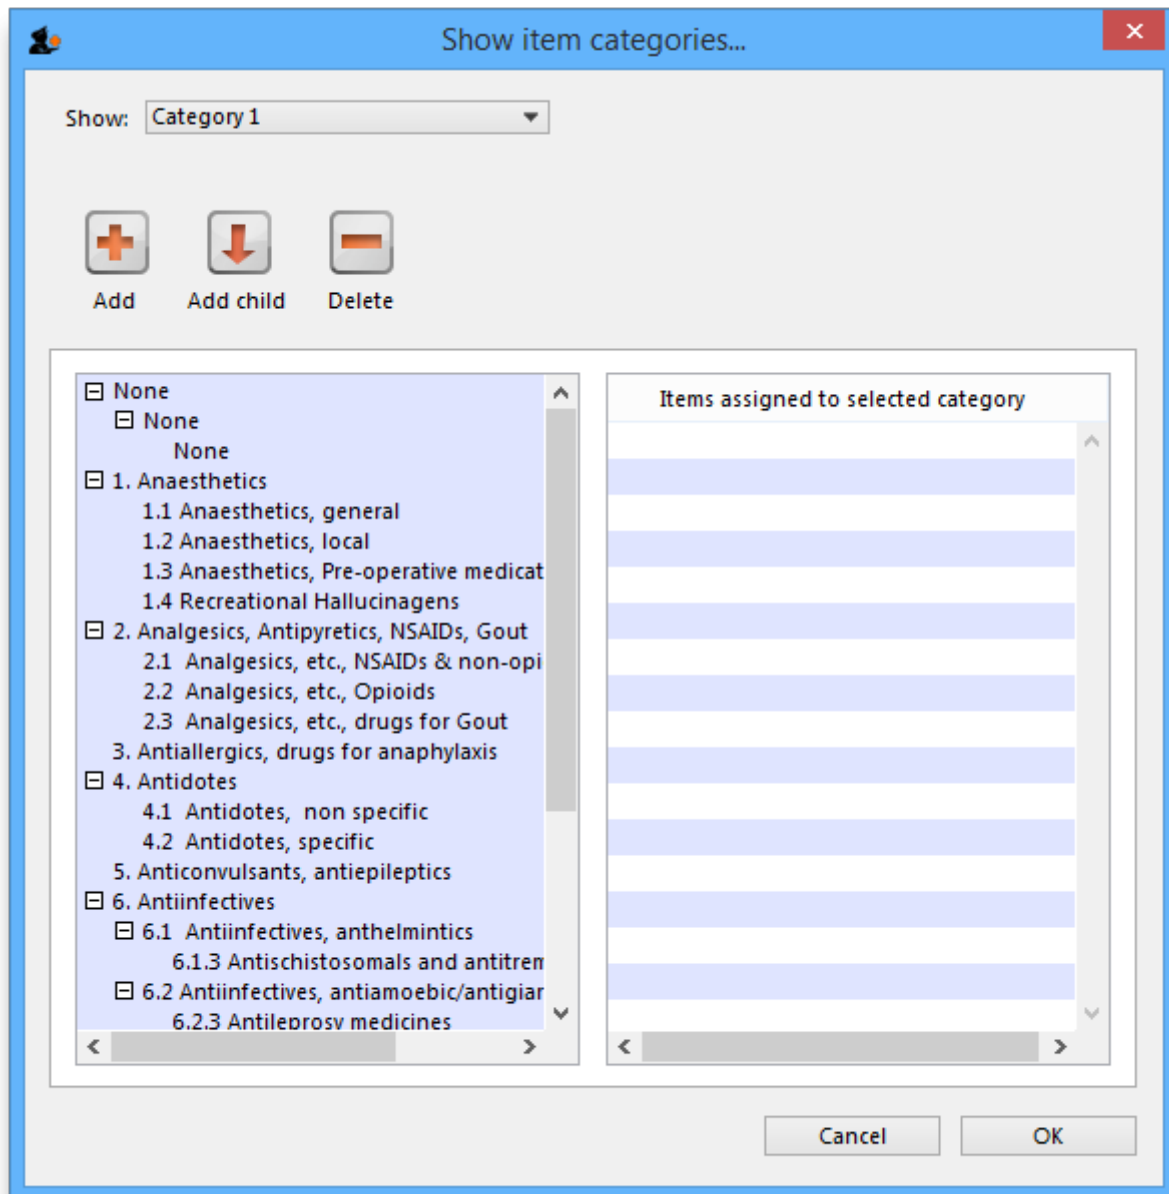 Show item categories...
Show: Category 1
Add Add child Delete
None
None
None
1. Anaesthetics
1.1 Anaesthetics, general
1.2 Anaesthetics, local
1.3 Anaesthetics, Pre-operative medicat
1.4 Recreational Hallucinagens
2. Analgesics, Antipyretics, NSAIDs, Gout
2.1 Analgesics, etc., NSAIDs & non-opi
2.2 Analgesics, etc., Opioids
2.3 Analgesics, etc., drugs for Gout
3. Antiallergics, drugs for anaphylaxis
4. Antidotes
4.1 Antidotes, non specific
4.2 Antidotes, specific
5. Anticonvulsants, antiepileptics
6. Antiinfectives
6.1 Antiinfectives, anthelmintics
6.1.3 Antischistosomals and antitrem
6.2 Antiinfectives, antiamoebic/antigiar
6.2.3 Antileprosy medicines
Items assigned to selected category
Cancel OK